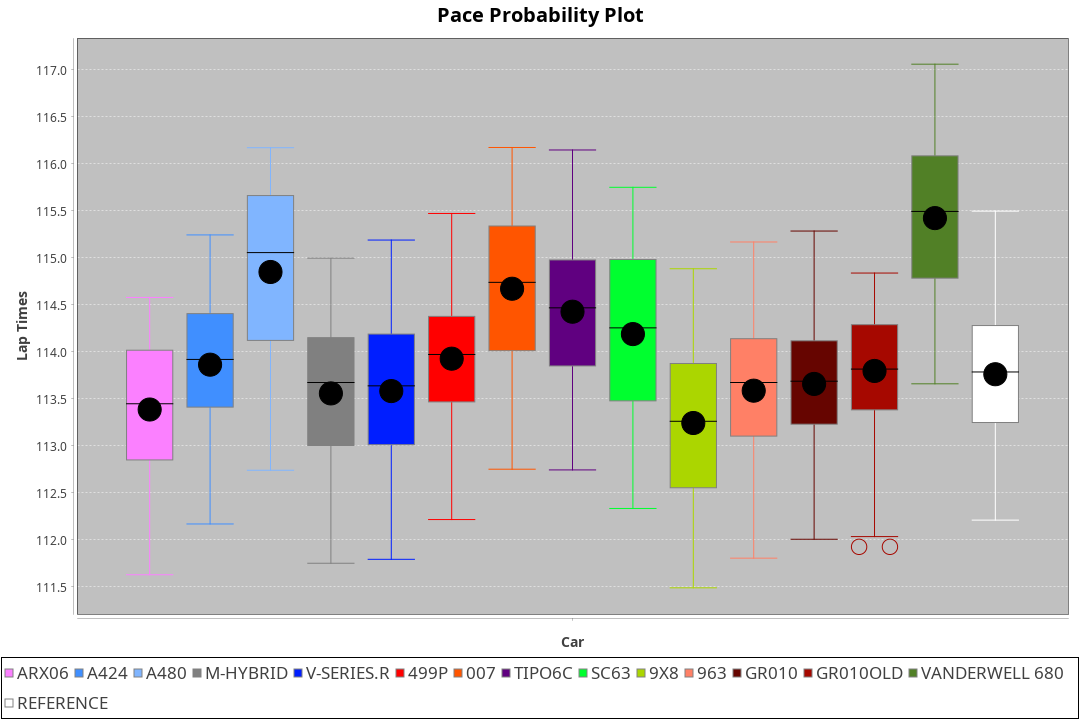 Pace Probability Plot
117.0
116.5
116.0
115.5
115.0
114.5
114.0
113.5
113.0
112.5
112.0
111.5
Lap Times
Car
ARX06 A424 A480 M-HYBRID V-SERIES.R 499P 007 TIPO6C SC63 9X8 963 GR010 GR010OLD VANDERWELL 680
REFERENCE